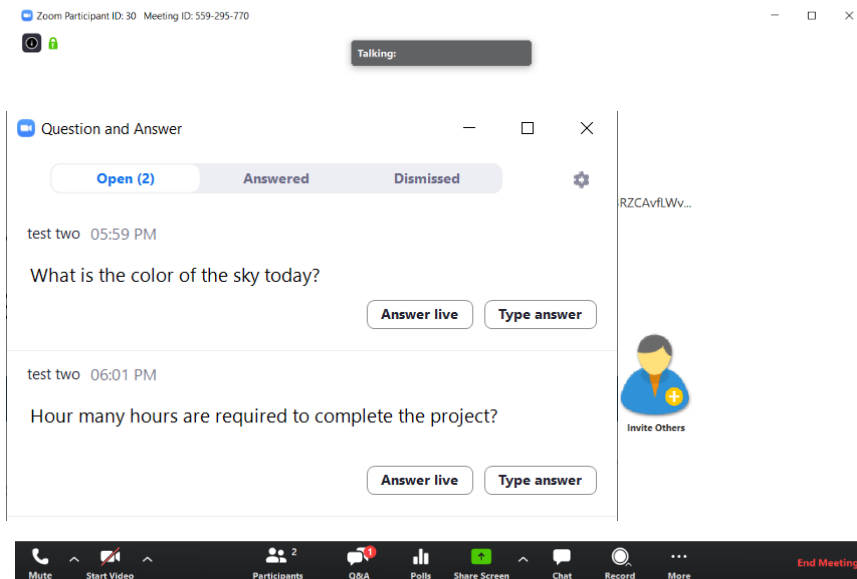 Zoom Participant ID: 30 Meeting ID: 559-295-770
Talking:
Question and Answer
Open (2) Answered Dismissed
RZCAvfLWv...
test two 05:59 PM
What is the color of the sky today?
Answer live Type answer
test two 06:01 PM
Hour many hours are required to complete the project?
Invite Others
Answer live Type answer
2
1
Mute Start Video Participants Q&A Polls Share Screen Chat Record More End Meeting